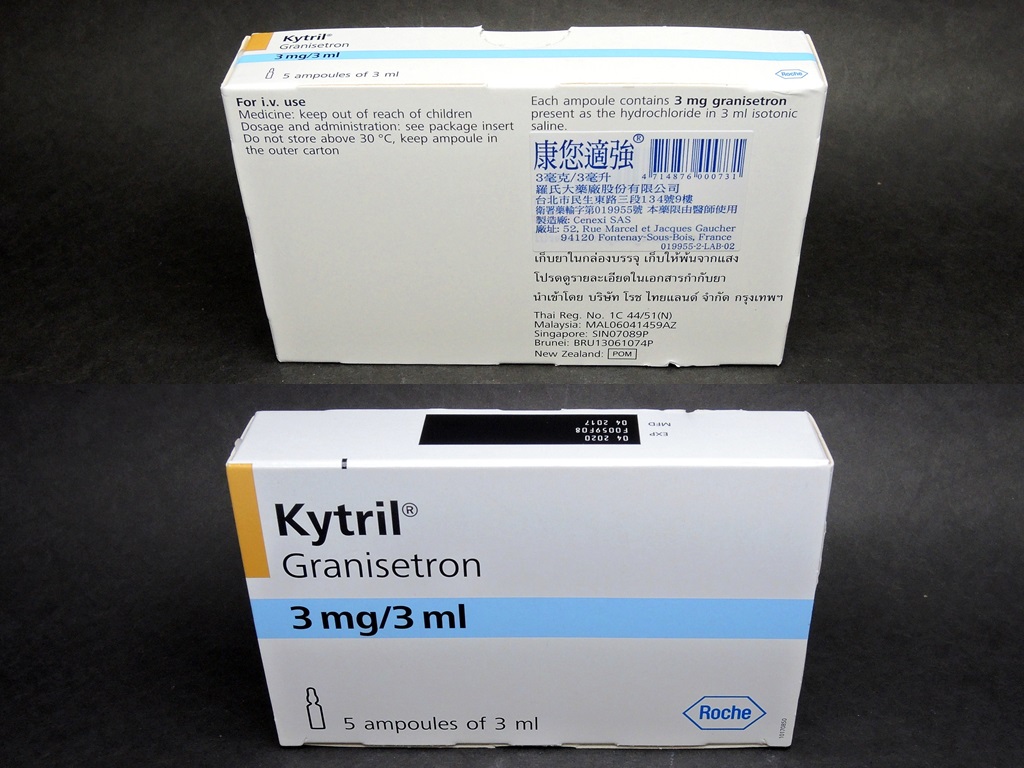 Kytril®
Granisetron
3 mg/3 ml
5 ampoules of 3 ml
Roche
For i.v. use
Medicine: keep out of reach of children
Dosage and administration: see package insert
Do not store above 30 °C, keep ampoule in
the outer carton
Each ampoule contains 3 mg granisetron
present as the hydrochloride in 3 ml isotonic
saline.
康您適強®
4 714876 000731
3毫克/3毫升
羅氏大藥廠股份有限公司
台北市民生東路三段134號9樓
衛署藥輸字第019955號 本藥限由醫師使用
製造廠: Cenexi SAS
廠址: 52, Rue Marcel et Jacques Gaucher
94120 Fontenay-Sous-Bois, France
019955-2-LAB-02
เก็บยาในกล่องบรรจุ เก็บให้พ้นจากแสง
โปรดดูรายละเอียดในเอกสารกำกับยา
นำเข้าโดย บริษัท โรช ไทยแลนด์ จำกัด กรุงเทพฯ
Thai Reg. No. 1C 44/51(N)
Malaysia: MAL06041459AZ
Singapore: SIN07089P
Brunei: BRU13061074P
New Zealand: POM
MFD 04 2017
F0059F08
EXP 04 2020
Kytril®
Granisetron
3 mg/3 ml
5 ampoules of 3 ml
Roche